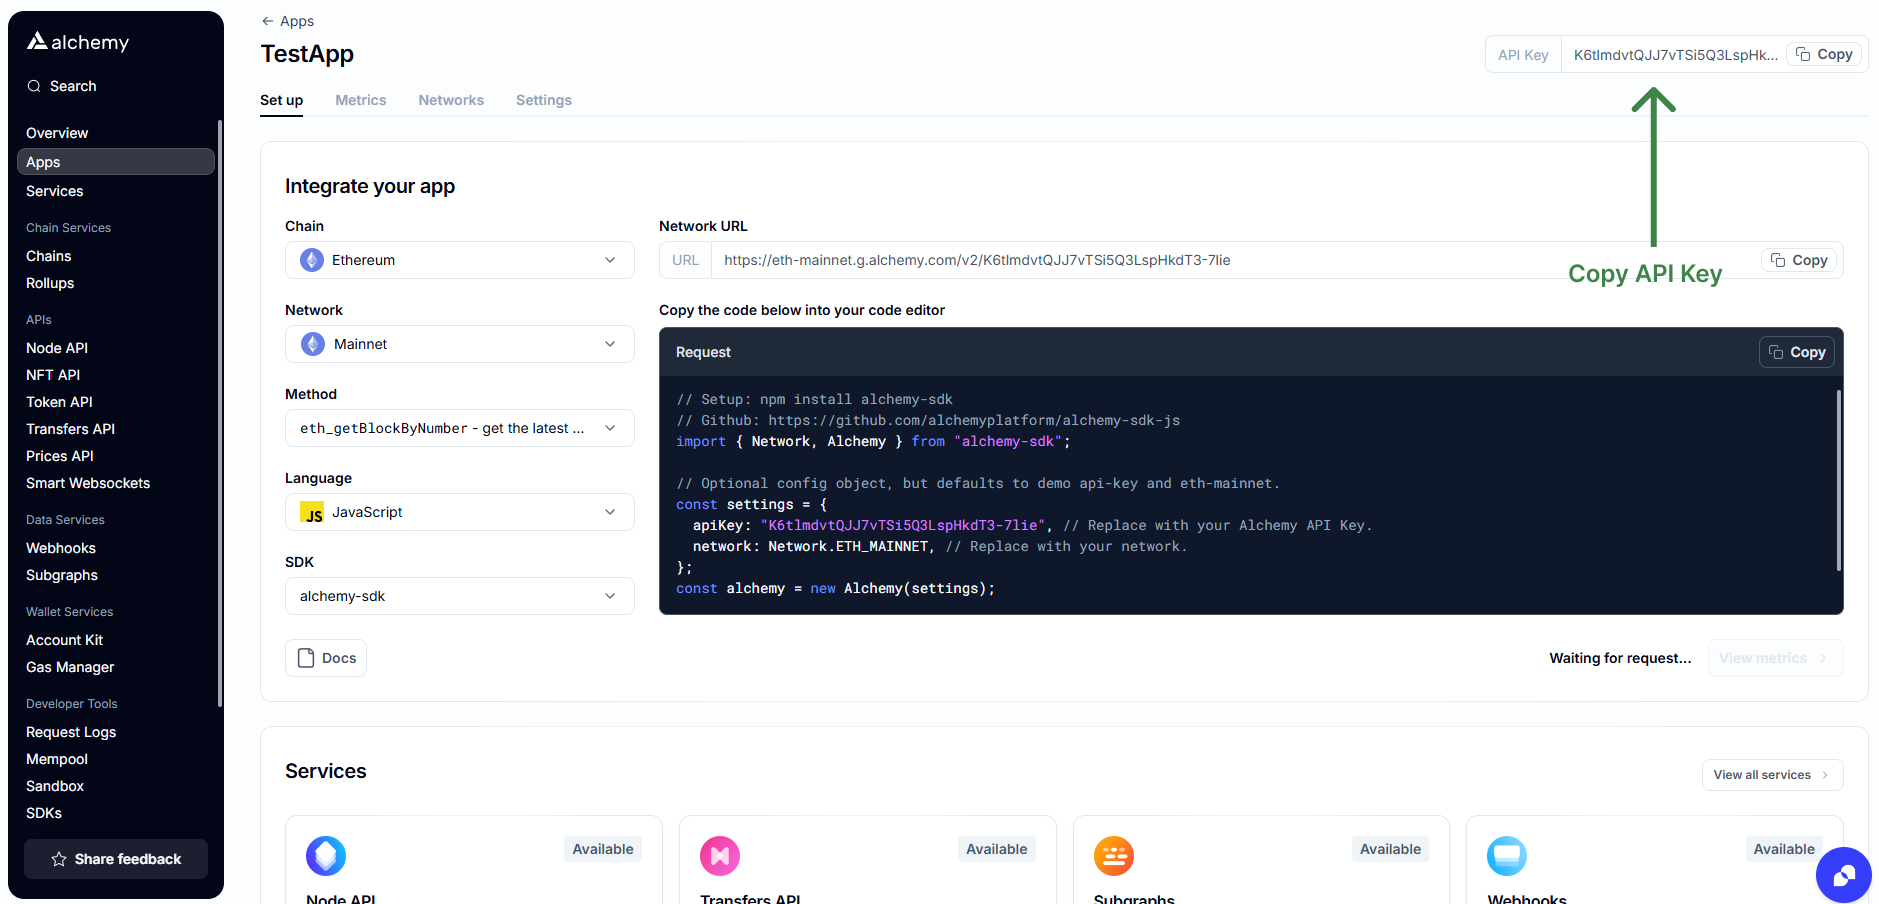 alchemy
Search
Overview
Apps
Services
Chain Services
Chains
Rollups
APIs
Node API
NFT API
Token API
Transfers API
Prices API
Smart Websockets
Data Services
Webhooks
Subgraphs
Wallet Services
Account Kit
Gas Manager
Developer Tools
Request Logs
Mempool
Sandbox
SDKs
Share feedback
← Apps
TestApp
API Key K6tlmdvtQJJ7vTSi5Q3LspHk... Copy
Set up Metrics Networks Settings
Copy API Key
Integrate your app
Chain
Ethereum
Network
Mainnet
Method
eth_getBlockByNumber - get the latest ...
Language
JS JavaScript
SDK
alchemy-sdk
Docs
Network URL
URL https://eth-mainnet.g.alchemy.com/v2/K6tlmdvtQJJ7vTSi5Q3LspHkdT3-7lie Copy
Copy the code below into your code editor
Request Copy
// Setup: npm install alchemy-sdk
// Github: https://github.com/alchemyplatform/alchemy-sdk-js
import { Network, Alchemy } from "alchemy-sdk";
// Optional config object, but defaults to demo api-key and eth-mainnet.
const settings = {
apiKey: "K6tlmdvtQJJ7vTSi5Q3LspHkdT3-7lie", // Replace with your Alchemy API Key.
network: Network.ETH_MAINNET, // Replace with your network.
};
const alchemy = new Alchemy(settings);
Waiting for request... View metrics
Services
View all services
Available
Node API
Available
Transfers API
Available
Subgraphs
Available
Webhooks